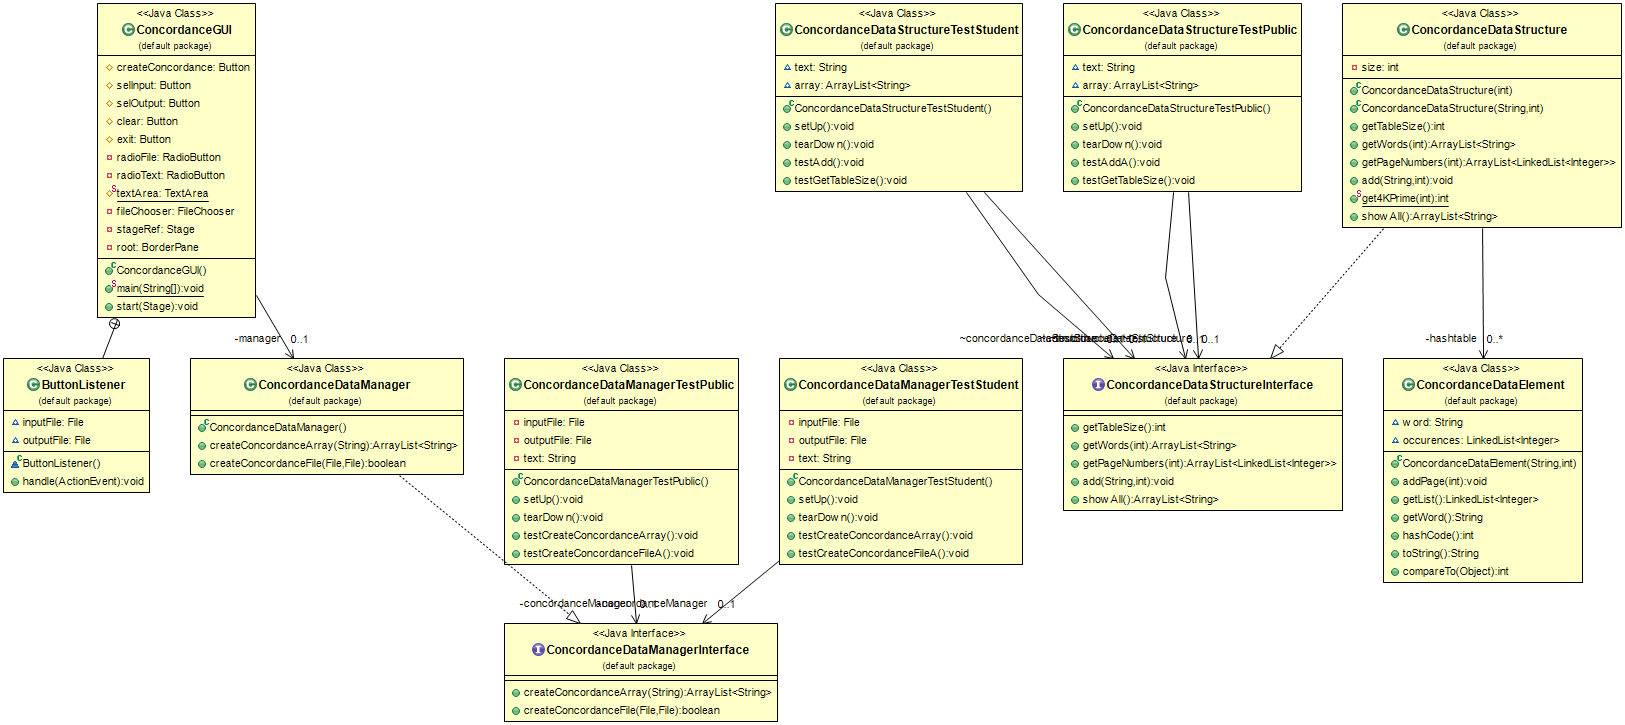 <<Java Class>>
ConcordanceGUI
(default package)
createConcordance: Button
selInput: Button
selOutput: Button
clear: Button
exit: Button
radioFile: RadioButton
radioText: RadioButton
textArea: TextArea
fileChooser: FileChooser
stageRef: Stage
root: BorderPane
ConcordanceGUI()
main(String[]):void
start(Stage):void
<<Java Class>>
ConcordanceDataStructureTestStudent
(default package)
text: String
array: ArrayList<String>
ConcordanceDataStructureTestStudent()
setUp():void
tearDown():void
testAdd():void
testGetTableSize():void
<<Java Class>>
ConcordanceDataStructureTestPublic
(default package)
text: String
array: ArrayList<String>
ConcordanceDataStructureTestPublic()
setUp():void
tearDown():void
testAddA():void
testGetTableSize():void
<<Java Class>>
ConcordanceDataStructure
(default package)
size: int
ConcordanceDataStructure(int)
ConcordanceDataStructure(String,int)
getTableSize():int
getWords(int):ArrayList<String>
getPageNumbers(int):ArrayList<LinkedList<Integer>>
add(String,int):void
get4KPrime(int):int
showAll():ArrayList<String>
-manager 0..1
-hashtable 0..*
<<Java Class>>
ButtonListener
(default package)
inputFile: File
outputFile: File
ButtonListener()
handle(ActionEvent):void
<<Java Class>>
ConcordanceDataManager
(default package)
ConcordanceDataManager()
createConcordanceArray(String):ArrayList<String>
createConcordanceFile(File,File):boolean
<<Java Class>>
ConcordanceDataManagerTestPublic
(default package)
inputFile: File
outputFile: File
text: String
ConcordanceDataManagerTestPublic()
setUp():void
tearDown():void
testCreateConcordanceArray():void
testCreateConcordanceFileA():void
<<Java Class>>
ConcordanceDataManagerTestStudent
(default package)
inputFile: File
outputFile: File
text: String
ConcordanceDataManagerTestStudent()
setUp():void
tearDown():void
testCreateConcordanceArray():void
testCreateConcordanceFileA():void
<<Java Interface>>
ConcordanceDataStructureInterface
(default package)
getTableSize():int
getWords(int):ArrayList<String>
getPageNumbers(int):ArrayList<LinkedList<Integer>>
add(String,int):void
showAll():ArrayList<String>
<<Java Class>>
ConcordanceDataElement
(default package)
word: String
occurences: LinkedList<Integer>
ConcordanceDataElement(String,int)
addPage(int):void
getList():LinkedList<Integer>
getWord():String
hashCode():int
toString():String
compareTo(Object):int
-concordanceManager 0..1
<<Java Interface>>
ConcordanceDataManagerInterface
(default package)
createConcordanceArray(String):ArrayList<String>
createConcordanceFile(File,File):boolean